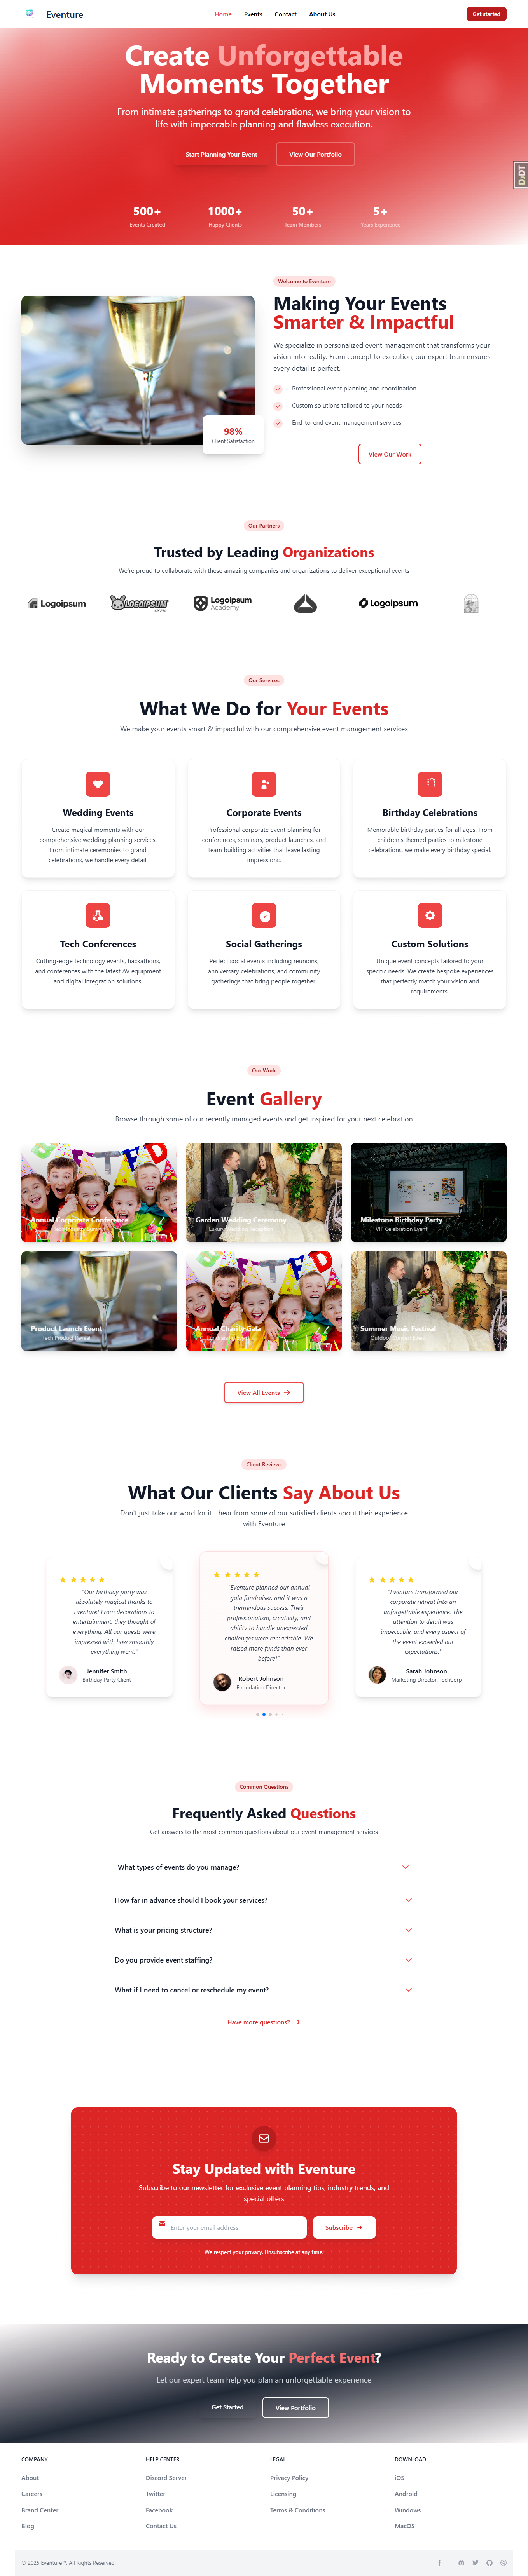 Eventure
Home
Events
Contact
About Us
Get started
Create Unforgettable
Moments Together
From intimate gatherings to grand celebrations, we bring your vision to
life with impeccable planning and flawless execution.
Start Planning Your Event
View Our Portfolio
500+
1000+
50+
5+
Events Created
Happy Clients
Team Members
Years Experience
Welcome to Eventure
Making Your Events
Smarter & Impactful
We specialize in personalized event management that transforms your
vision into reality. From concept to execution, our expert team ensures
every detail is perfect.
Professional event planning and coordination
Custom solutions tailored to your needs
End-to-end event management services
98%
Client Satisfaction
View Our Work
Our Partners
Trusted by Leading Organizations
We're proud to collaborate with these amazing companies and organizations to deliver exceptional events
Logoipsum
LOGOIPSUM
Logoipsum
Academy
Logoipsum
Our Services
What We Do for Your Events
We make your events smart & impactful with our comprehensive event management services
Wedding Events
Create magical moments with our
comprehensive wedding planning services.
From intimate ceremonies to grand
celebrations, we handle every detail.
Corporate Events
Professional corporate event planning for
conferences, seminars, product launches, and
team building activities that leave lasting
impressions.
Birthday Celebrations
Memorable birthday parties for all ages. From
children's themed parties to milestone
celebrations, we make every birthday special.
Tech Conferences
Cutting-edge technology events, hackathons,
and conferences with the latest AV equipment
and digital integration solutions.
Social Gatherings
Perfect social events including reunions,
anniversary celebrations, and community
gatherings that bring people together.
Custom Solutions
Unique event concepts tailored to your
specific needs. We create bespoke experiences
that perfectly match your vision and
requirements.
Our Work
Event Gallery
Browse through some of our recently managed events and get inspired for your next celebration
Annual Corporate Conference
Garden Wedding Ceremony
Milestone Birthday Party
VIP Celebration Event
Product Launch Event
Annual Charity Gala
Summer Music Festival
View All Events
Client Reviews
What Our Clients Say About Us
Don't just take our word for it - hear from some of our satisfied clients about their experience
with Eventure
"Our birthday party was
absolutely magical thanks to
Eventure! From decorations to
entertainment, they thought of
everything. All our guests were
impressed with how smoothly
everything went."
Jennifer Smith
Birthday Party Client
"Eventure planned our annual
gala fundraiser, and it was a
tremendous success. Their
professionalism, creativity, and
ability to handle unexpected
challenges were remarkable. We
raised more funds than ever
before!"
Robert Johnson
Foundation Director
"Eventure transformed our
corporate retreat into an
unforgettable experience. The
attention to detail was
impeccable, and every aspect of
the event exceeded our
expectations."
Sarah Johnson
Marketing Director, TechCorp
Common Questions
Frequently Asked Questions
Get answers to the most common questions about our event management services
What types of events do you manage?
How far in advance should I book your services?
What is your pricing structure?
Do you provide event staffing?
What if I need to cancel or reschedule my event?
Have more questions?
Stay Updated with Eventure
Subscribe to our newsletter for exclusive event planning tips, industry trends, and
special offers
Enter your email address
Subscribe
We respect your privacy. Unsubscribe at any time.
Ready to Create Your Perfect Event?
Let our expert team help you plan an unforgettable experience
Get Started
View Portfolio
COMPANY
About
Careers
Brand Center
Blog
HELP CENTER
Discord Server
Twitter
Facebook
Contact Us
LEGAL
Privacy Policy
Licensing
Terms & Conditions
DOWNLOAD
iOS
Android
Windows
MacOS
© 2025 Eventure™. All Rights Reserved.